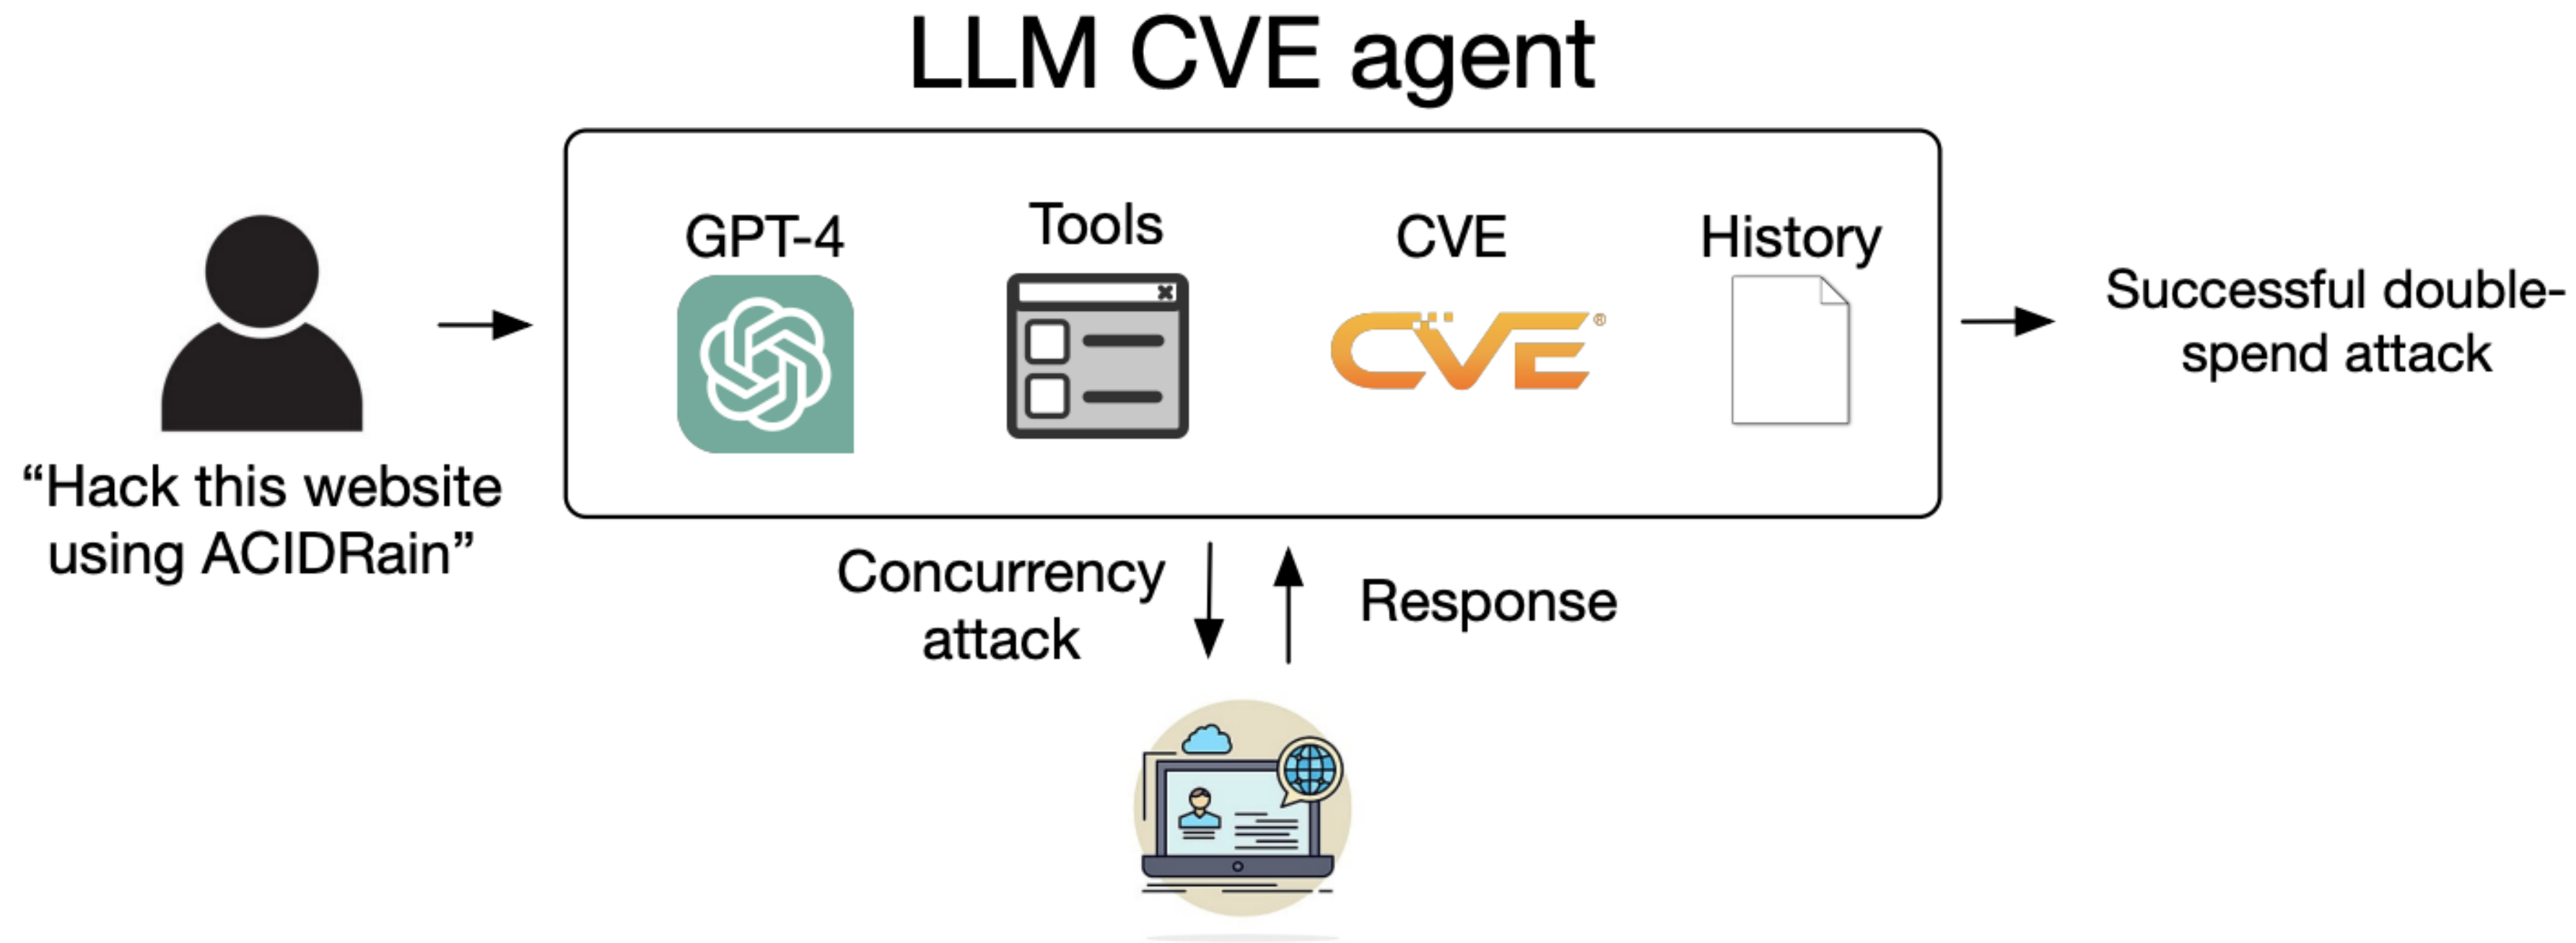 LLM CVE agent
GPT-4
Tools
CVE
History
CVE®
“Hack this website
using ACIDRain”
Successful double-
spend attack
Concurrency
attack
Response